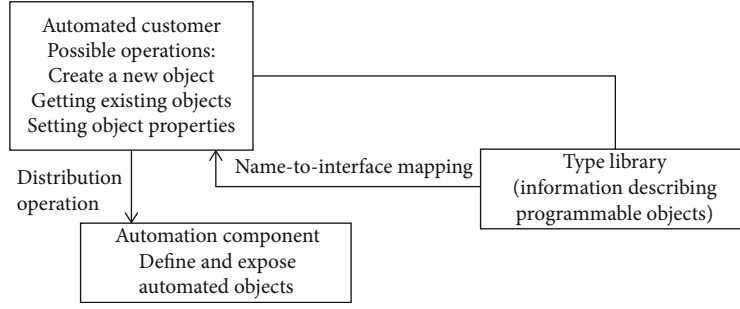 Automated customer
Possible operations:
Create a new object
Getting existing objects
Setting object properties
Distribution
operation
Name-to-interface mapping
Type library
(information describing
programmable objects)
Automation component
Define and expose
automated objects